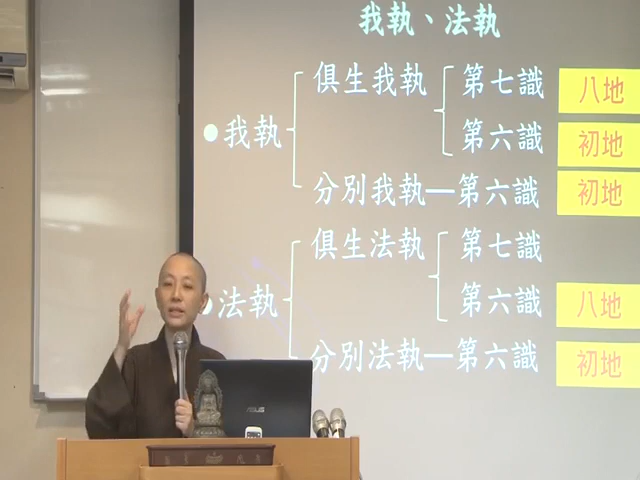 我執、法執
俱生我執 第七識 八地
●我執 第六識 初地
分別我執—第六識 初地
俱生法執 第七識
●法執 第六識 八地
分別法執—第六識 初地
ASUS